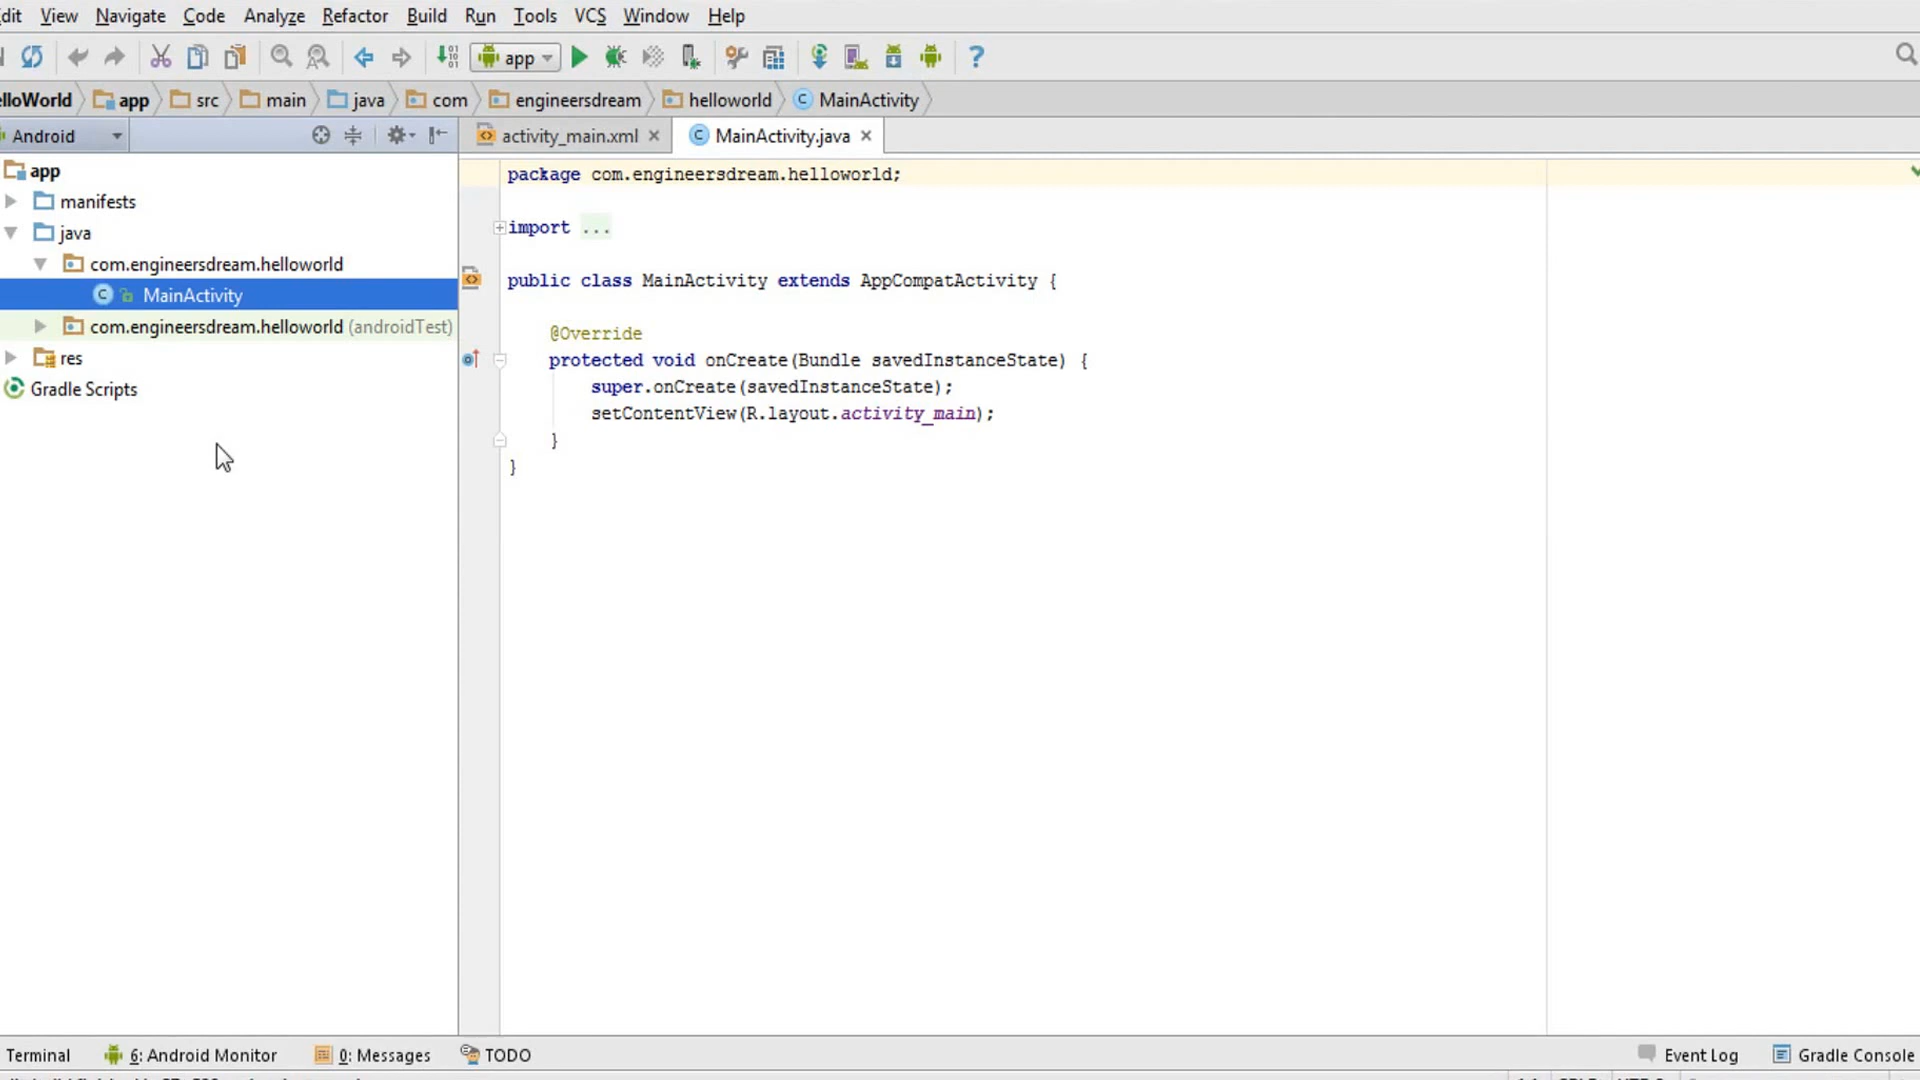 dit View Navigate Code Analyze Refactor Build Run Tools VCS Window Help
app
elloWorld app src main java com engineersdream helloworld MainActivity
Android
activity_main.xml MainActivity.java
app
manifests
java
com.engineersdream.helloworld
MainActivity
com.engineersdream.helloworld (androidTest)
res
Gradle Scripts
package com.engineersdream.helloworld;
import ...
public class MainActivity extends AppCompatActivity {
@Override
protected void onCreate(Bundle savedInstanceState) {
super.onCreate(savedInstanceState);
setContentView(R.layout.activity_main);
}
}
Terminal 6: Android Monitor 0: Messages TODO Event Log Gradle Console